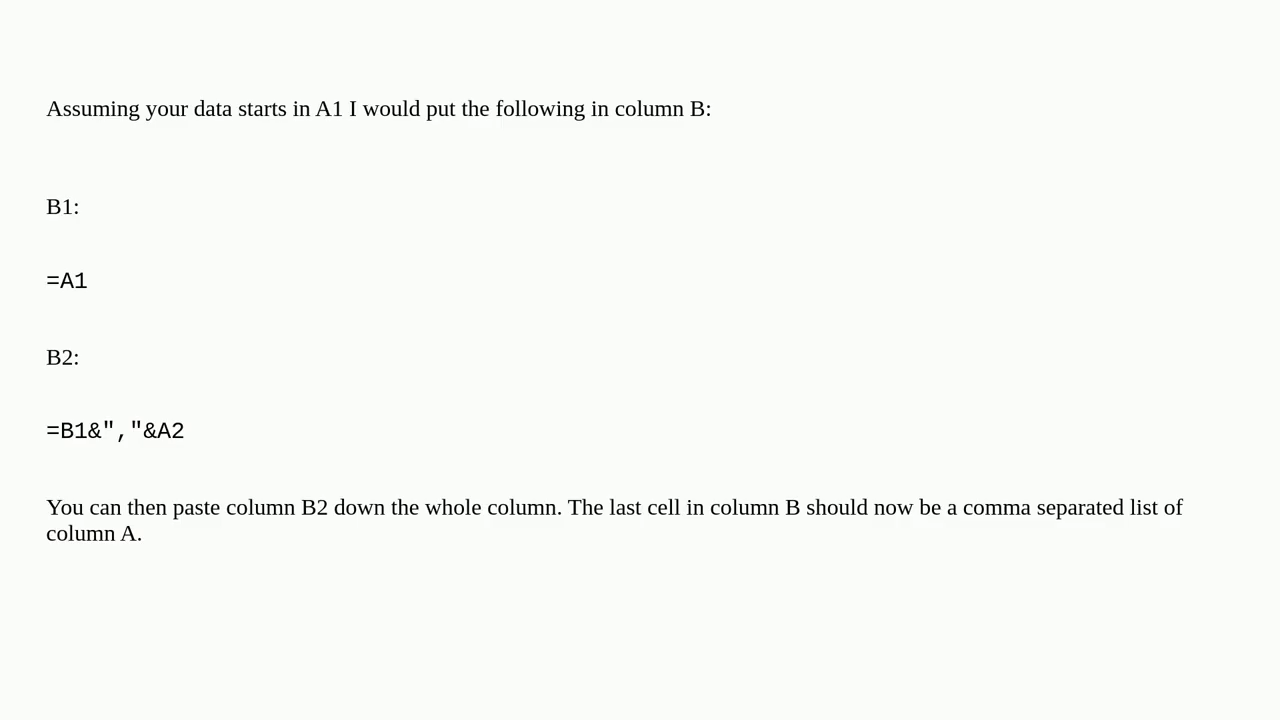 Assuming your data starts in A1 I would put the following in column B:
B1:
=A1
B2:
=B1&","&A2
You can then paste column B2 down the whole column. The last cell in column B should now be a comma separated list of
column A.